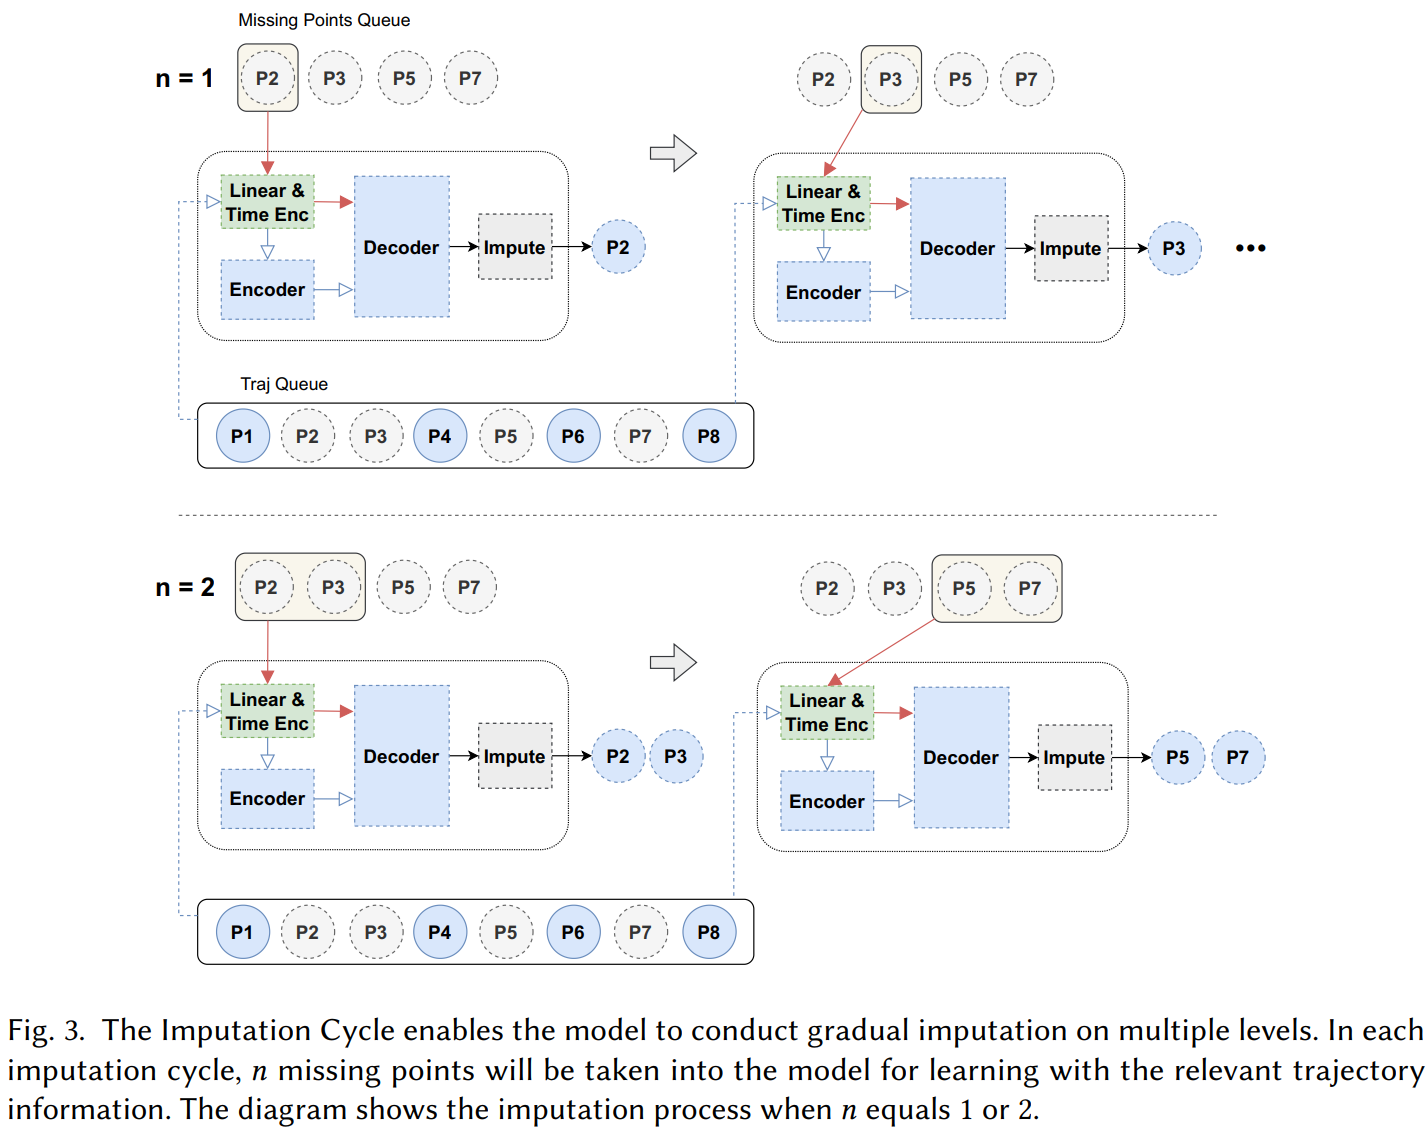 Missing Points Queue
n = 1
P2 P3 P5 P7
P2 P3 P5 P7
Linear &
Time Enc
Encoder
Decoder
Impute
P2
Linear &
Time Enc
Encoder
Decoder
Impute
P3
•••
Traj Queue
P1 P2 P3 P4 P5 P6 P7 P8
n = 2
P2 P3 P5 P7
P2 P3 P5 P7
Linear &
Time Enc
Encoder
Decoder
Impute
P2 P3
Linear &
Time Enc
Encoder
Decoder
Impute
P5 P7
P1 P2 P3 P4 P5 P6 P7 P8
Fig. 3. The Imputation Cycle enables the model to conduct gradual imputation on multiple levels. In each
imputation cycle, n missing points will be taken into the model for learning with the relevant trajectory
information. The diagram shows the imputation process when n equals 1 or 2.